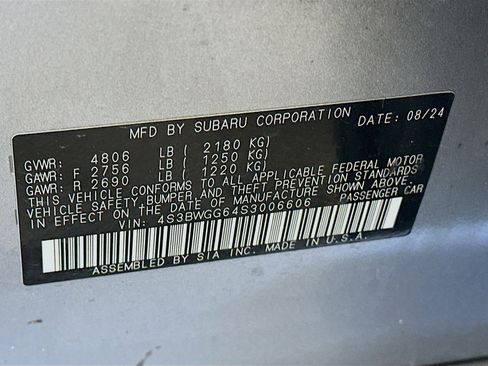 MFD BY SUBARU CORPORATION DATE: 08/24
GVWR: 4806 LB ( 2180 KG)
GAWR: F 2756 LB ( 1250 KG)
GAWR: R 2690 LB ( 1220 KG)
THIS VEHICLE CONFORMS TO ALL APPLICABLE FEDERAL MOTOR
VEHICLE SAFETY, BUMPER, AND THEFT PREVENTION STANDARDS
IN EFFECT ON THE DATE OF MANUFACTURE SHOWN ABOVE.
VIN: 4S3BWGG64S3006606 PASSENGER CAR
ASSEMBLED BY SIA INC. MADE IN U.S.A.